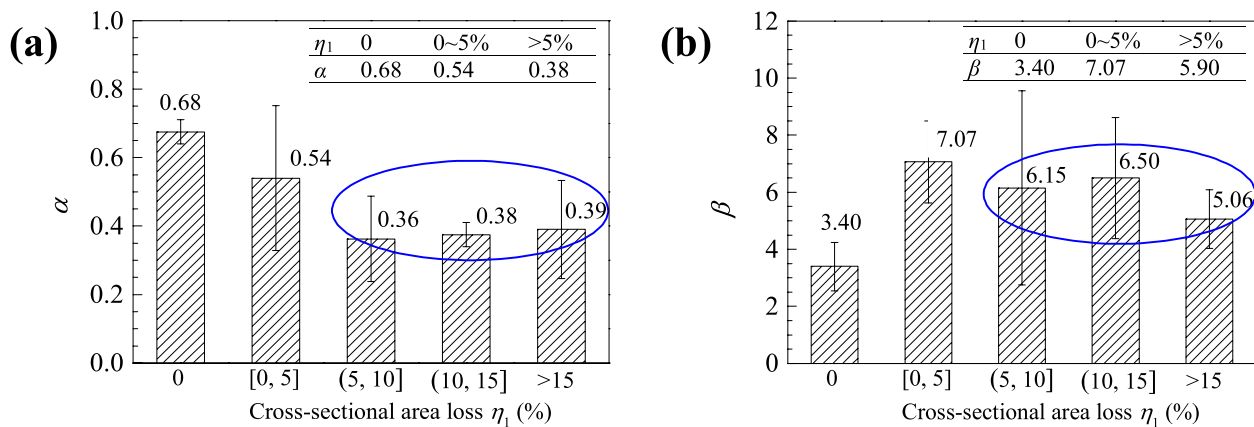 (a)
η1 0 0~5% >5%
α 0.68 0.54 0.38
1.0
0.8
0.6
0.4
0.2
0.0
α
0.68
0.54
0.36
0.38
0.39
0 [0, 5] (5, 10] (10, 15] >15
Cross-sectional area loss η1 (%)
(b)
η1 0 0~5% >5%
β 3.40 7.07 5.90
12
10
8
6
4
2
0
β
3.40
7.07
6.15
6.50
5.06
0 [0, 5] (5, 10] (10, 15] >15
Cross-sectional area loss η1 (%)